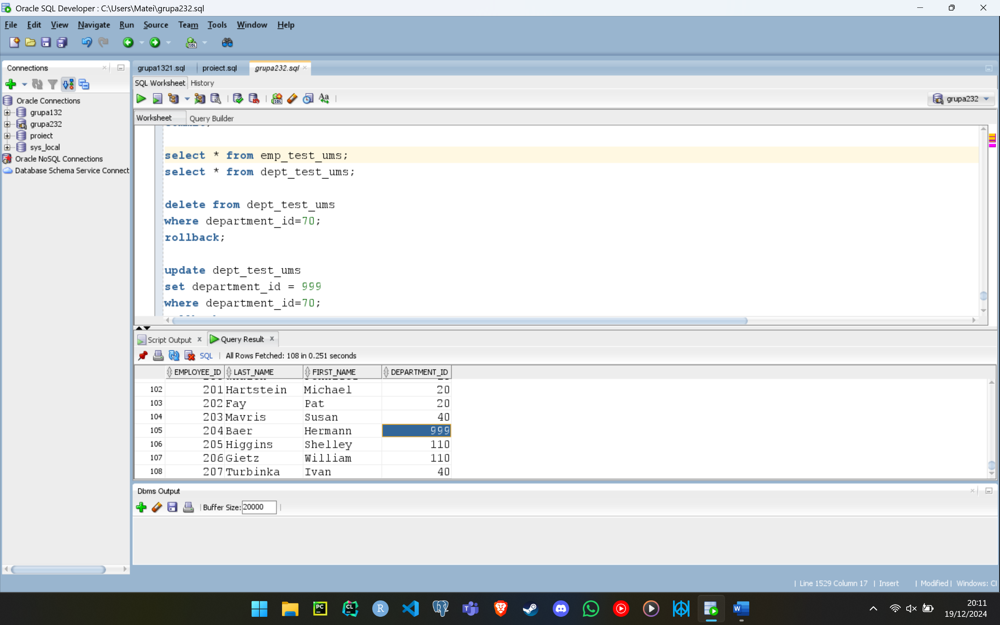 Oracle SQL Developer : C:\Users\Matei\grupa232.sql
File Edit View Navigate Run Source Team Tools Window Help
Connections
grupa1321.sql proiect.sql grupa232.sql
SQL Worksheet History
grupa232
Oracle Connections
grupa132
grupa232
proiect
sys_local
Oracle NoSQL Connections
Database Schema Service Connect
Worksheet Query Builder
select * from emp_test_ums;
select * from dept_test_ums;
delete from dept_test_ums
where department_id=70;
rollback;
update dept_test_ums
set department_id = 999
where department_id=70;
Script Output x Query Result x
SQL | All Rows Fetched: 108 in 0.251 seconds
EMPLOYEE_ID LAST_NAME FIRST_NAME DEPARTMENT_ID
102 201 Hartstein Michael 20
103 202 Fay Pat 20
104 203 Mavris Susan 40
105 204 Baer Hermann 999
106 205 Higgins Shelley 110
107 206 Gietz William 110
108 207 Turbinka Ivan 40
Dbms Output
Buffer Size: 20000
| Line 1529 Column 17 | Insert | Modified | Windows: CI
20:11
19/12/2024